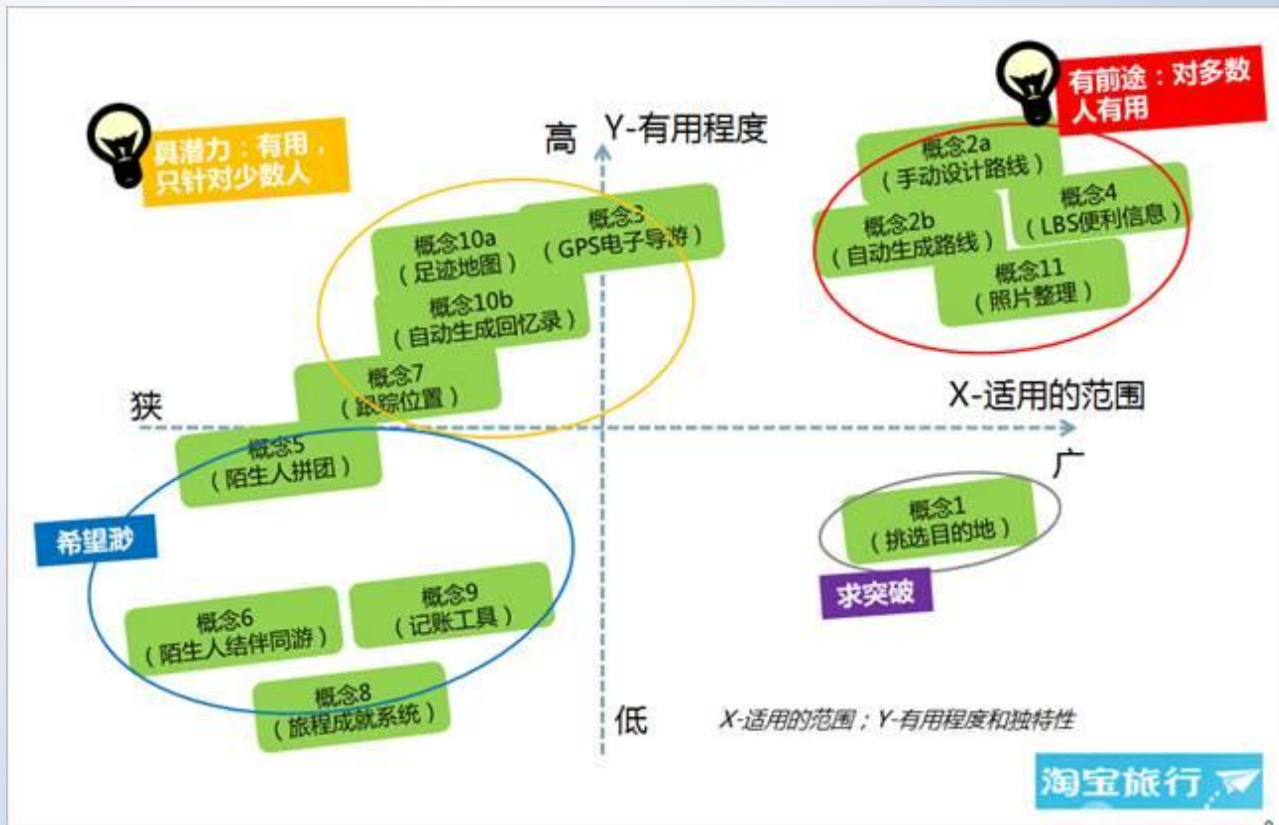 有前途：对多数
人有用
具潜力：有用，
只针对少数人
高
Y-有用程度
概念2a
（手动设计路线）
概念4
（LBS便利信息）
概念2b
（自动生成路线）
概念11
（照片整理）
概念3
（GPS电子导游）
概念10a
（足迹地图）
概念10b
（自动生成回忆录）
概念7
（跟踪位置）
狭
X-适用的范围
广
概念5
（陌生人拼团）
希望渺
概念1
（挑选目的地）
求突破
概念9
（记账工具）
概念6
（陌生人结伴同游）
概念8
（旅程成就系统）
低
X-适用的范围；Y-有用程度和独特性
淘宝旅行